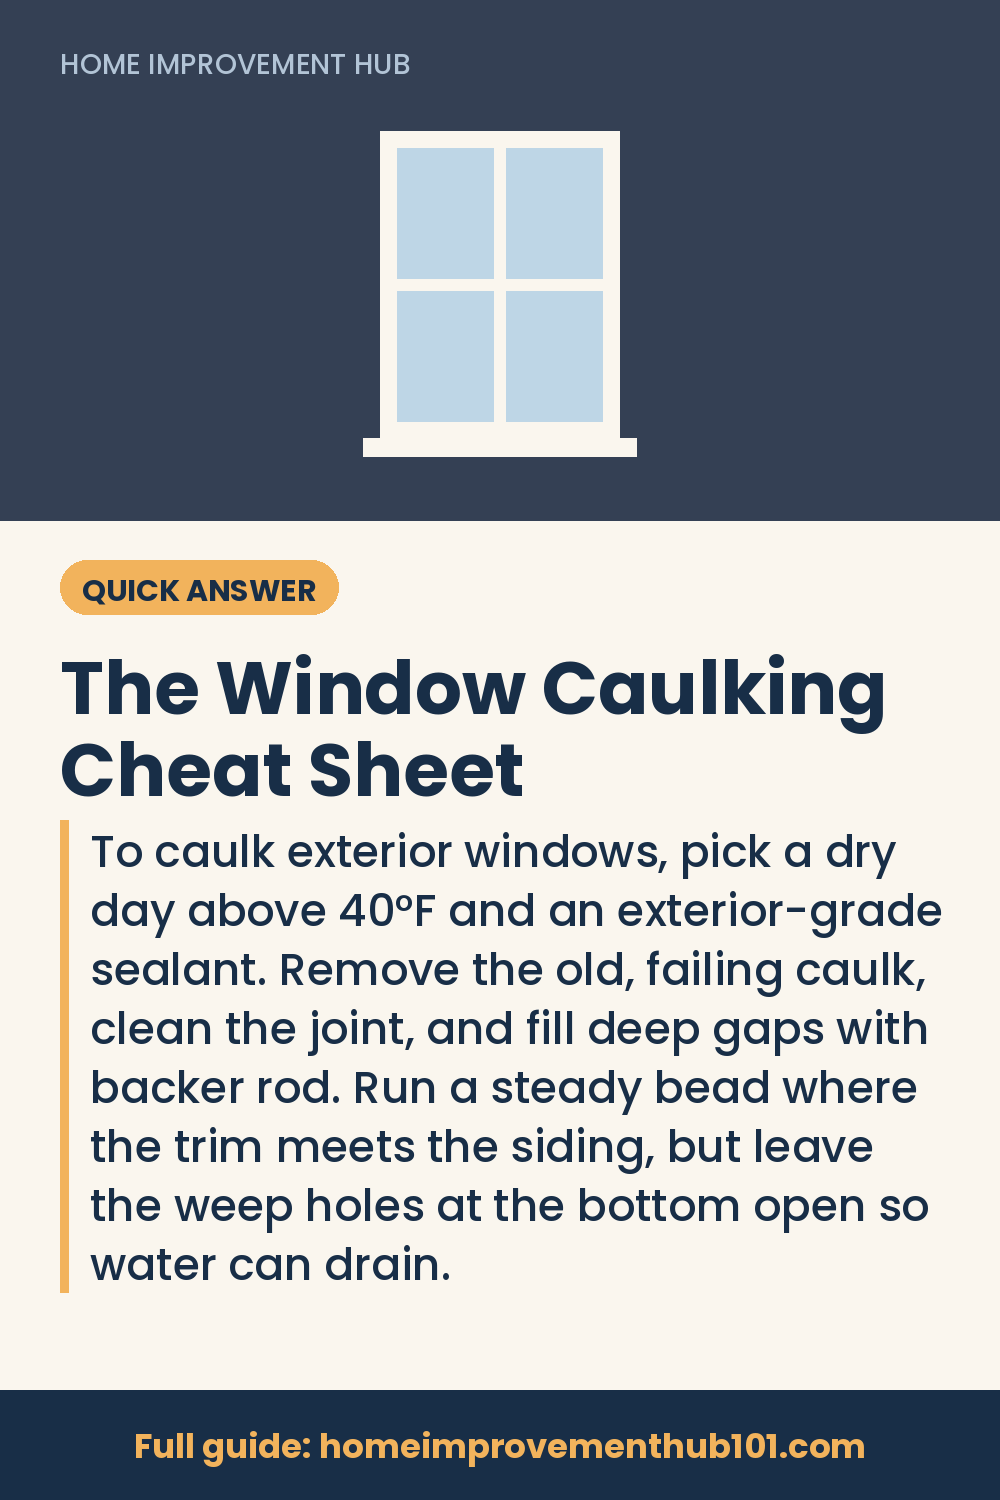 HOME IMPROVEMENT HUB
QUICK ANSWER
The Window Caulking
Cheat Sheet
To caulk exterior windows, pick a dry
day above 40°F and an exterior-grade
sealant. Remove the old, failing caulk,
clean the joint, and fill deep gaps with
backer rod. Run a steady bead where
the trim meets the siding, but leave
the weep holes at the bottom open so
water can drain.
Full guide: homeimprovementhub101.com